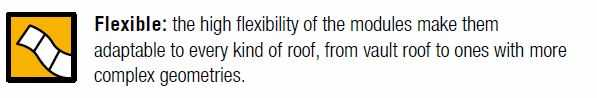 Flexible: the high flexibility of the modules make them
adaptable to every kind of roof, from vault roof to ones with more
complex geometries.